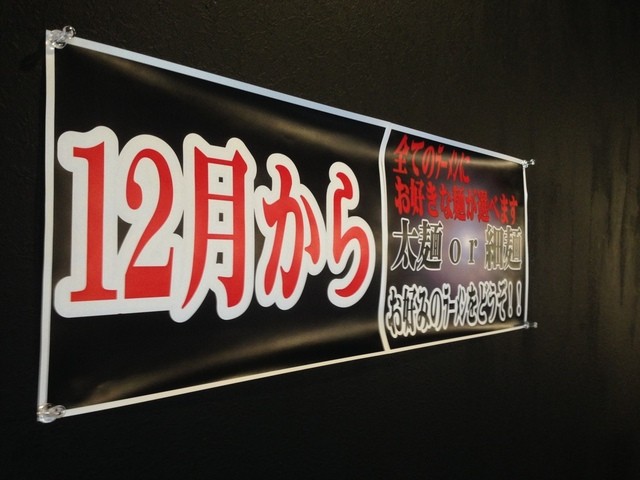 12月から
全てのラーメンに
お好きな麺が選べます
太麺 or 細麺
お好みのラーメンをどうぞ!!